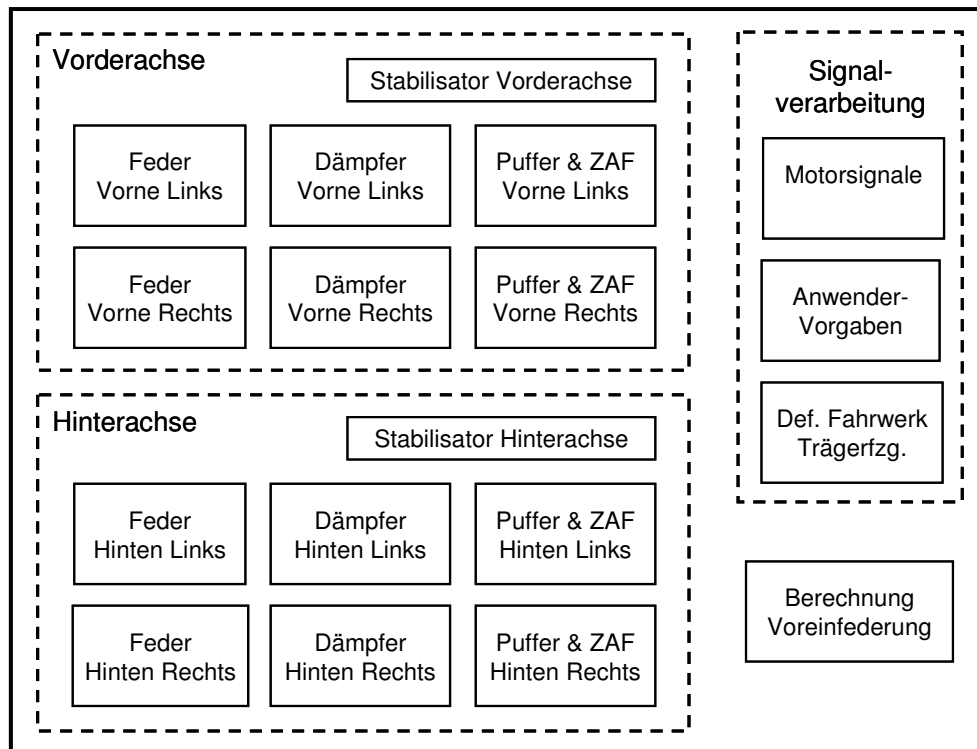 Vorderachse
Stabilisator Vorderachse
Feder
Vorne Links
Dämpfer
Vorne Links
Puffer & ZAF
Vorne Links
Feder
Vorne Rechts
Dämpfer
Vorne Rechts
Puffer & ZAF
Vorne Rechts
Hinterachse
Stabilisator Hinterachse
Feder
Hinten Links
Dämpfer
Hinten Links
Puffer & ZAF
Hinten Links
Feder
Hinten Rechts
Dämpfer
Hinten Rechts
Puffer & ZAF
Hinten Rechts
Signal-
verarbeitung
Motorsignale
Anwender-
Vorgaben
Def. Fahrwerk
Trägerfzg.
Berechnung
Voreinfederung